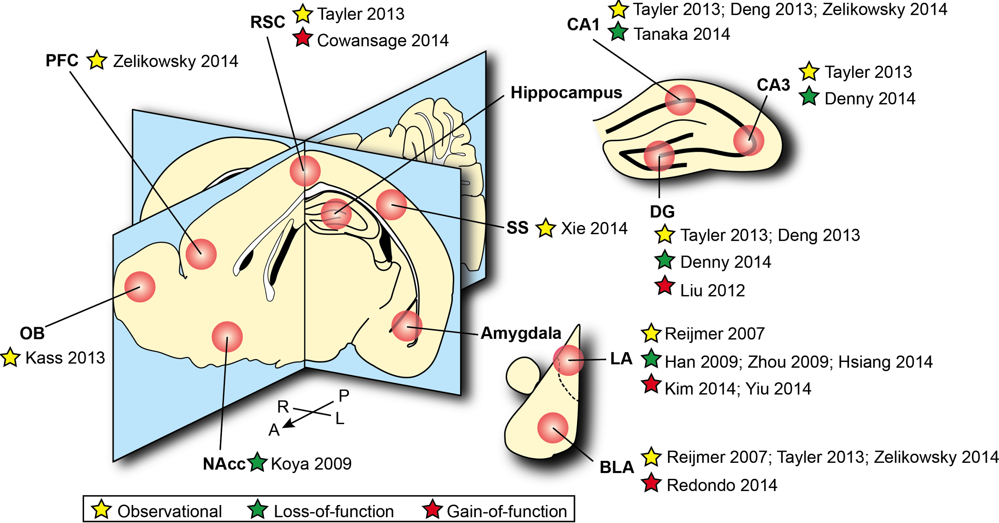 RSC
Tayler 2013
Cowansage 2014
PFC
Zelikowsky 2014
CA1
Tayler 2013; Deng 2013; Zelikowsky 2014
Tanaka 2014
CA3
Tayler 2013
Denny 2014
Hippocampus
DG
Tayler 2013; Deng 2013
Denny 2014
Liu 2012
SS
Xie 2014
OB
Kass 2013
Amygdala
LA
Reijmer 2007
Han 2009; Zhou 2009; Hsiang 2014
Kim 2014; Yiu 2014
BLA
Reijmer 2007; Tayler 2013; Zelikowsky 2014
Redondo 2014
P
R
L
A
NAcc
Koya 2009
Observational
Loss-of-function
Gain-of-function